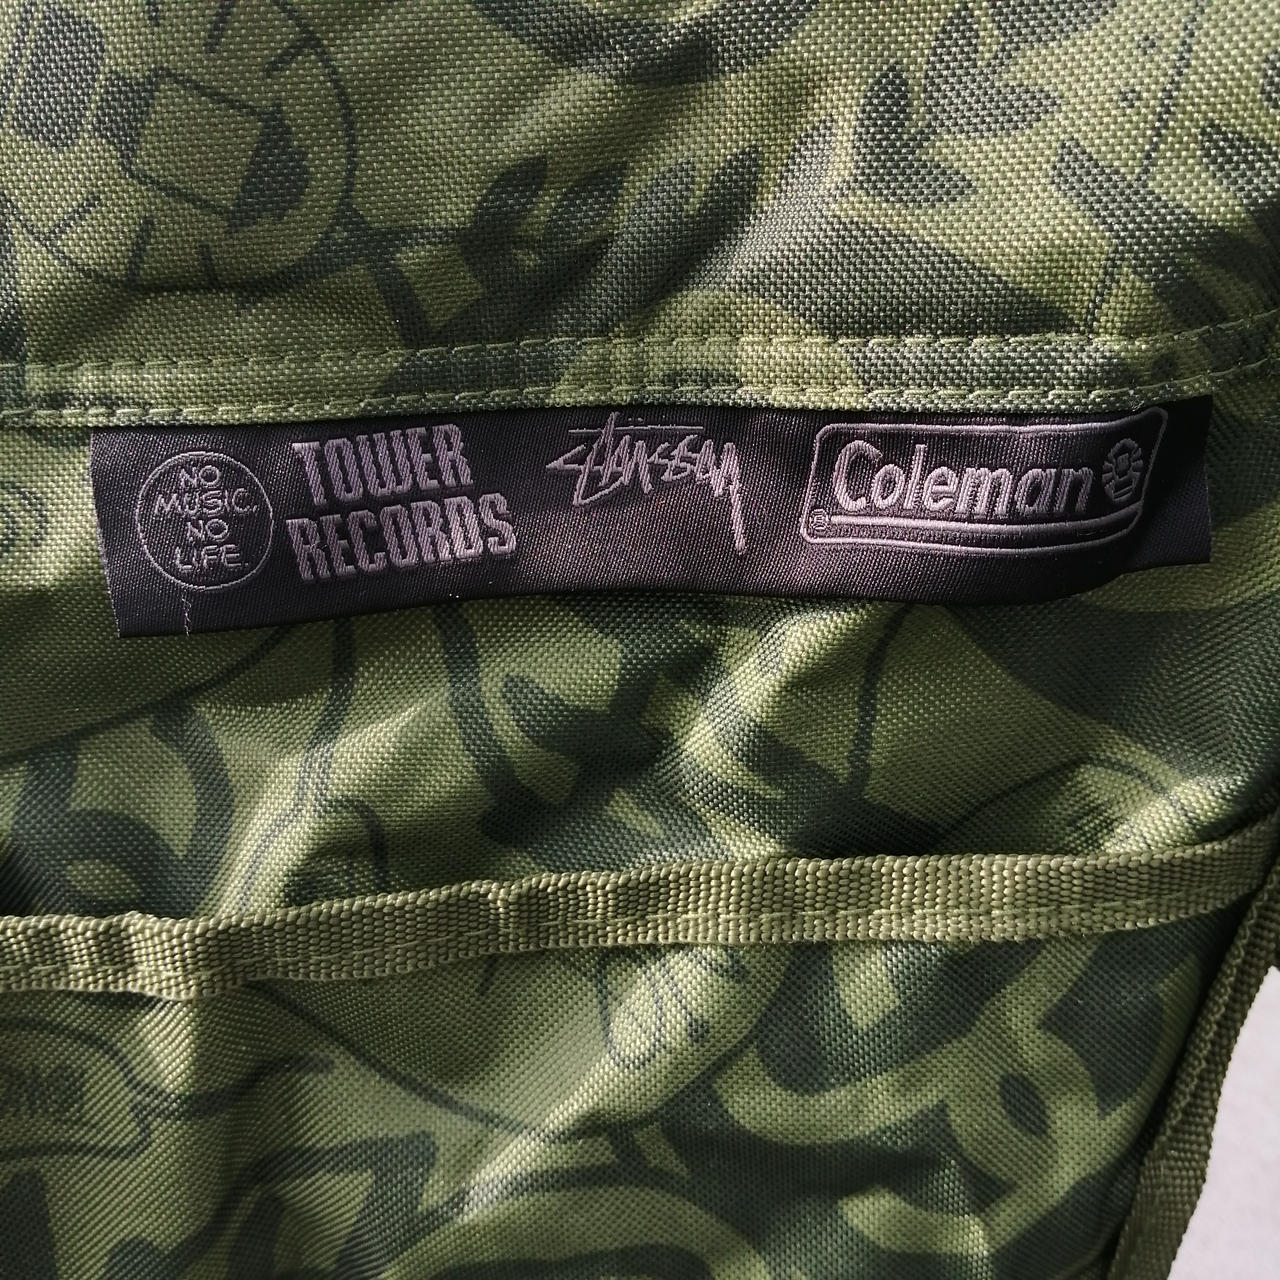 NO
MUSIC.
NO
LIFE.
TOWER
RECORDS
Stussy
Coleman
®